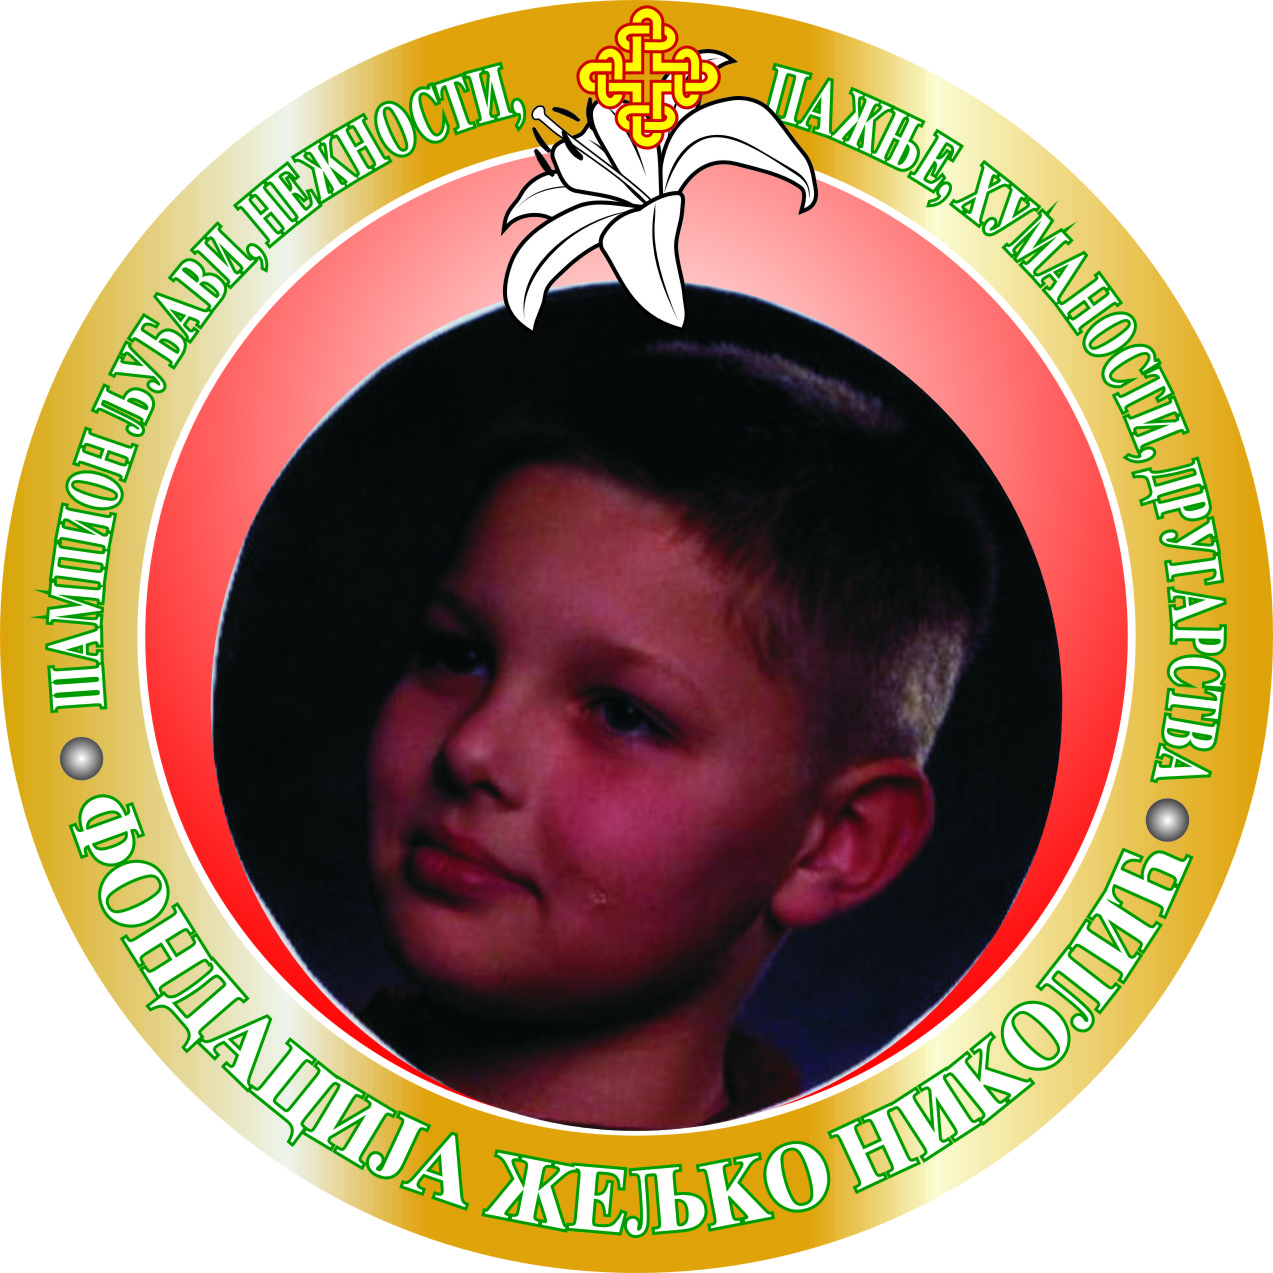 ШАМПИОН ЉУБАВИ, НЕЖНОСТИ, ПАЖЊЕ, ХУМАНОСТИ, ДРУГАРСТВА
ФОНДАЦИЈА ЖЕЉКО НИКОЛИЋ